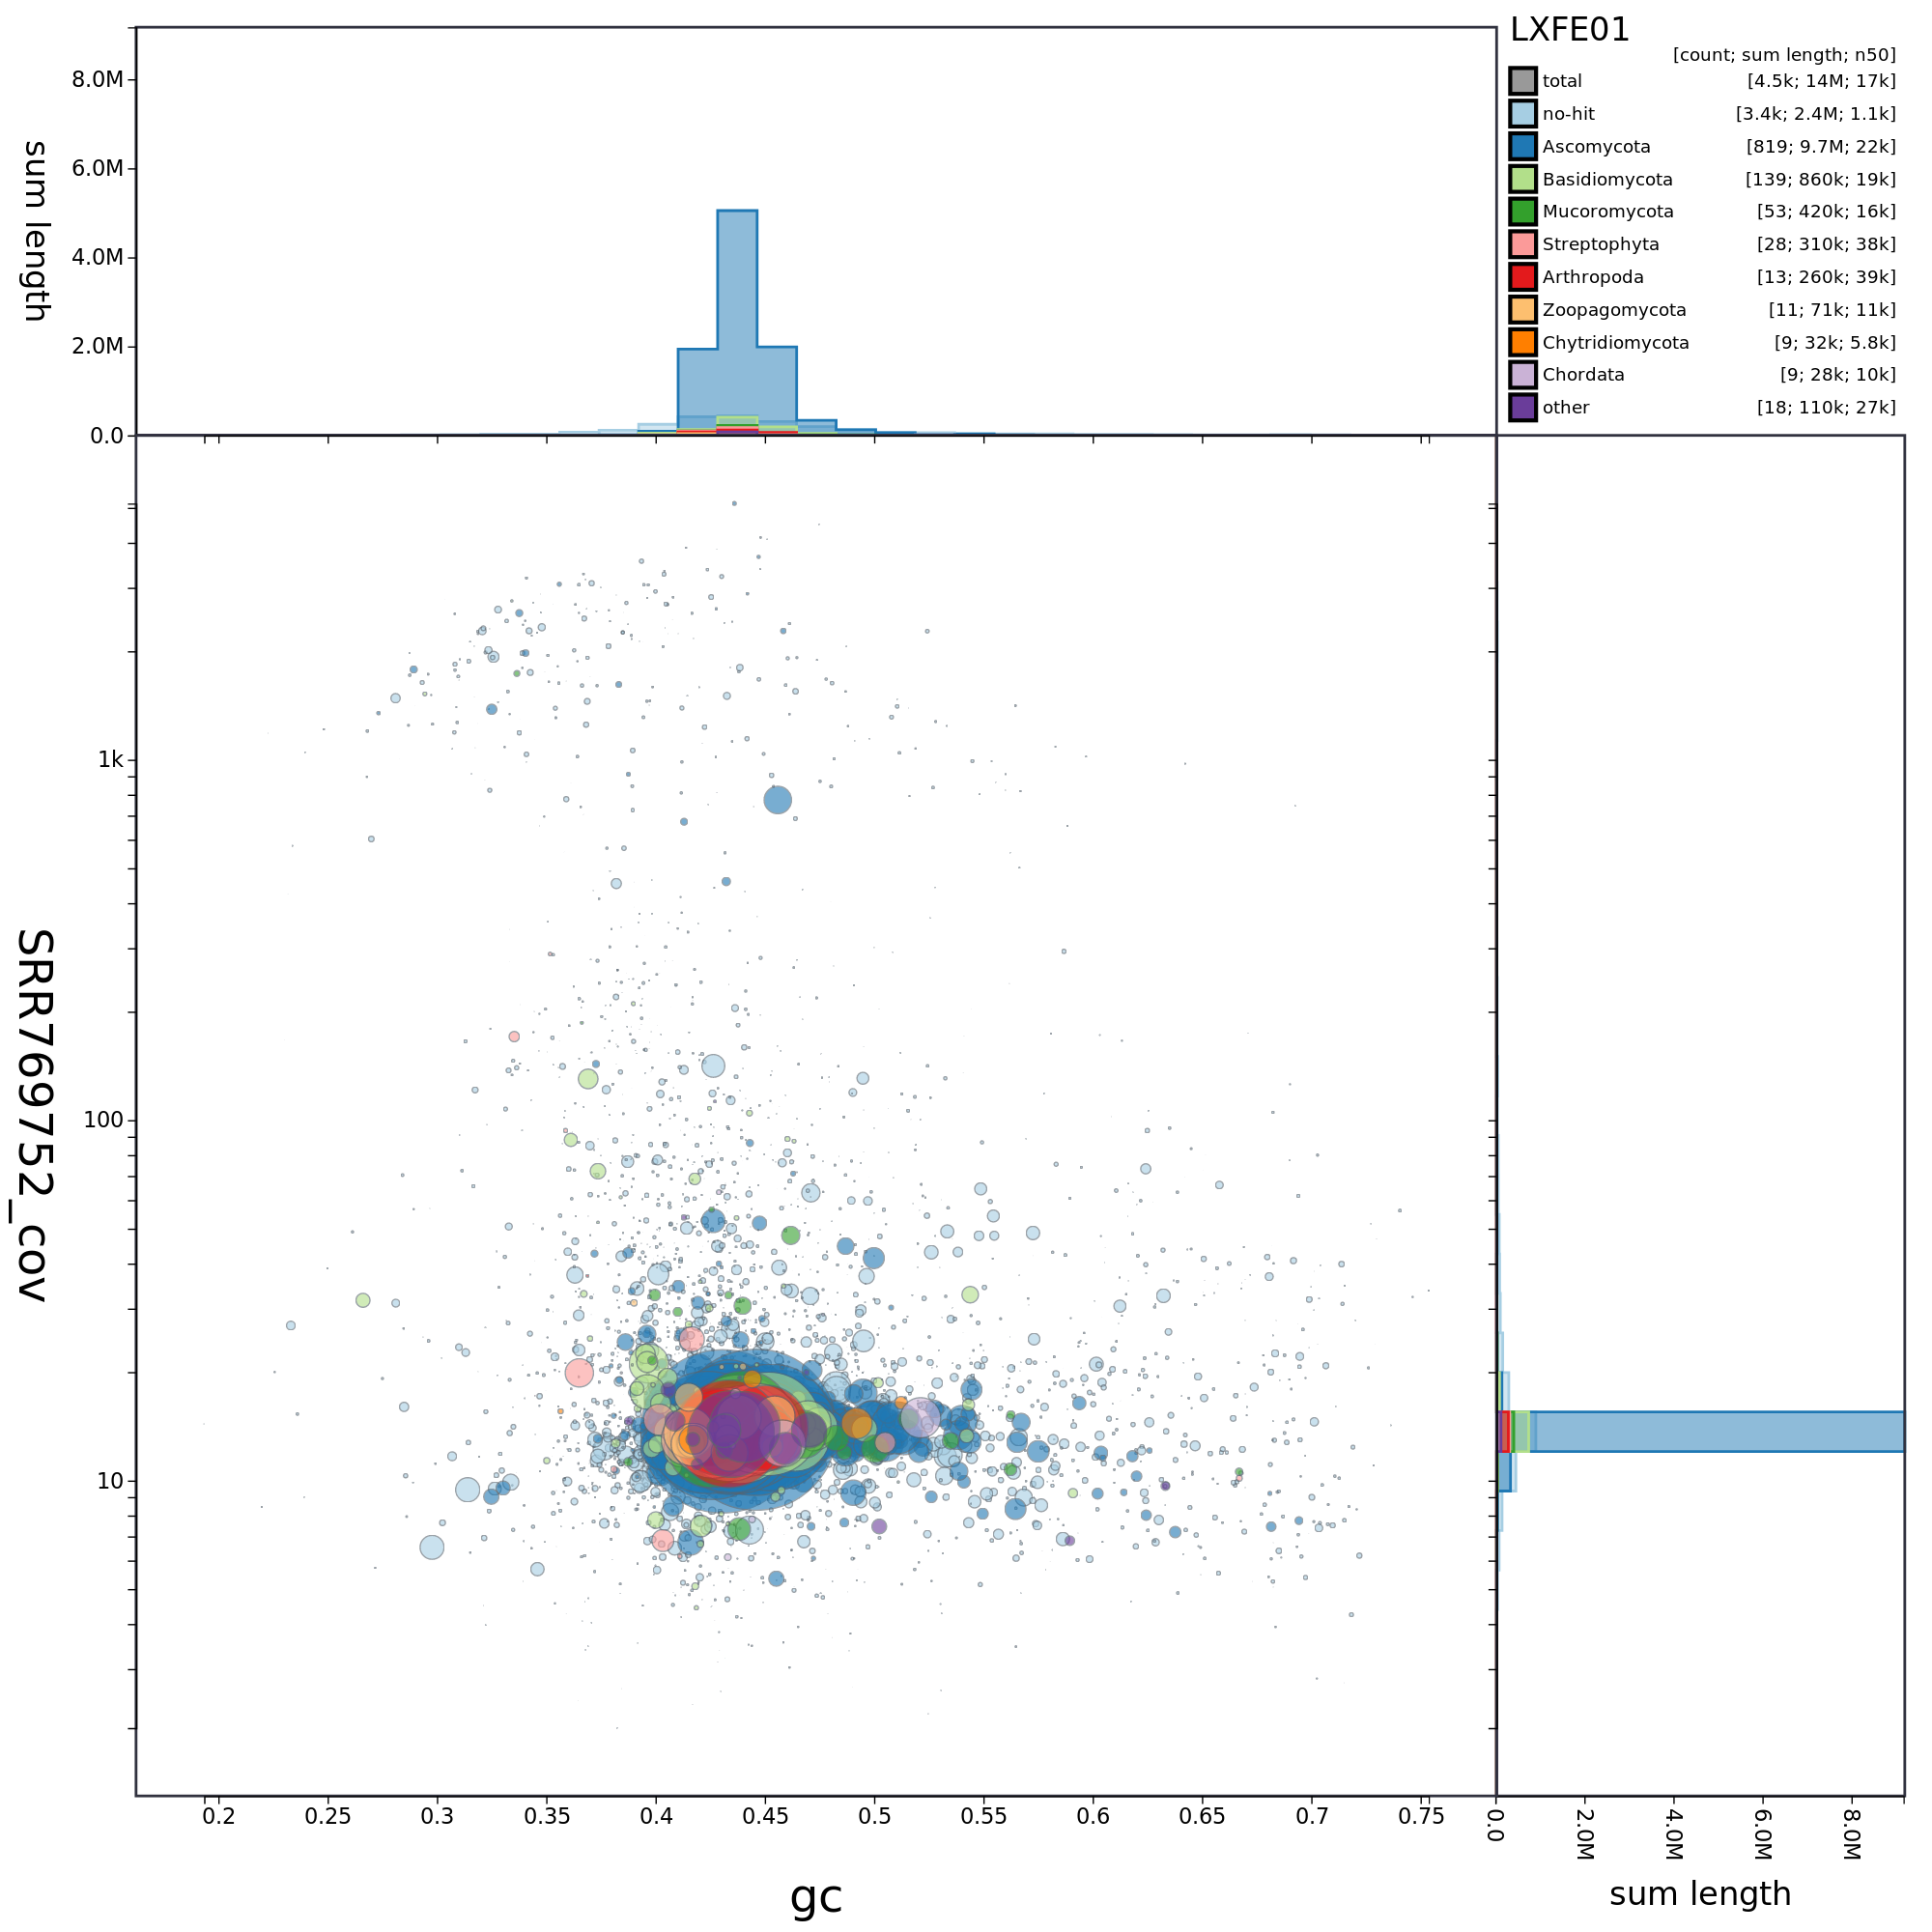 LXFE01
[count; sum length; n50]
total [4.5k; 14M; 17k]
no-hit [3.4k; 2.4M; 1.1k]
Ascomycota [819; 9.7M; 22k]
Basidiomycota [139; 860k; 19k]
Mucoromycota [53; 420k; 16k]
Streptophyta [28; 310k; 38k]
Arthropoda [13; 260k; 39k]
Zoopagomycota [11; 71k; 11k]
Chytridiomycota [9; 32k; 5.8k]
Chordata [9; 28k; 10k]
other [18; 110k; 27k]
sum length
8.0M
6.0M
4.0M
2.0M
0.0
SRR769752_cov
1k
100
10
0.2 0.25 0.3 0.35 0.4 0.45 0.5 0.55 0.6 0.65 0.7 0.75
gc
0.0 2.0M 4.0M 6.0M 8.0M
sum length